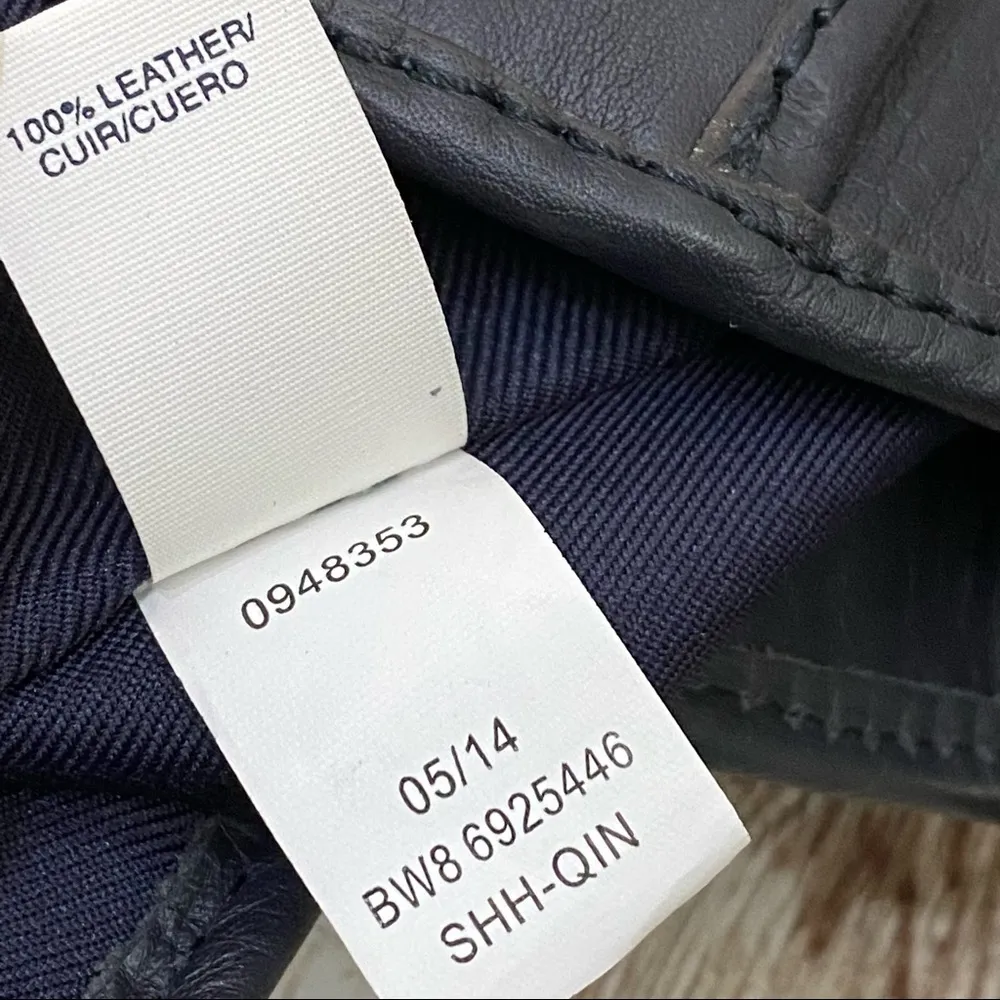 100% LEATHER/
CUIR/CUERO
0948353
05/14
BW8 6925446
SHH-QIN